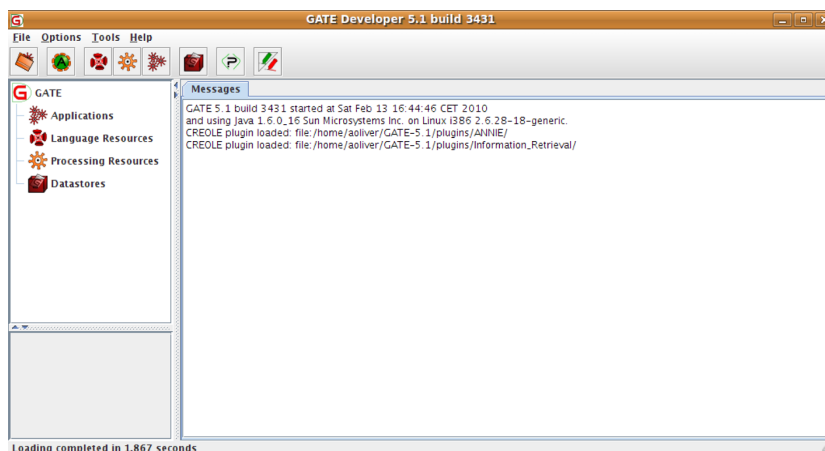 GATE Developer 5.1 build 3431
File Options Tools Help
GATE
Applications
Language Resources
Processing Resources
Datastores
Messages
GATE 5.1 build 3431 started at Sat Feb 13 16:44:46 CET 2010
and using Java 1.6.0_16 Sun Microsystems Inc. on Linux i386 2.6.28-18-generic.
CREOLE plugin loaded: file:/home/aoliver/GATE-5.1/plugins/ANNIE/
CREOLE plugin loaded: file:/home/aoliver/GATE-5.1/plugins/Information_Retrieval/
Loading completed in 1.867 seconds